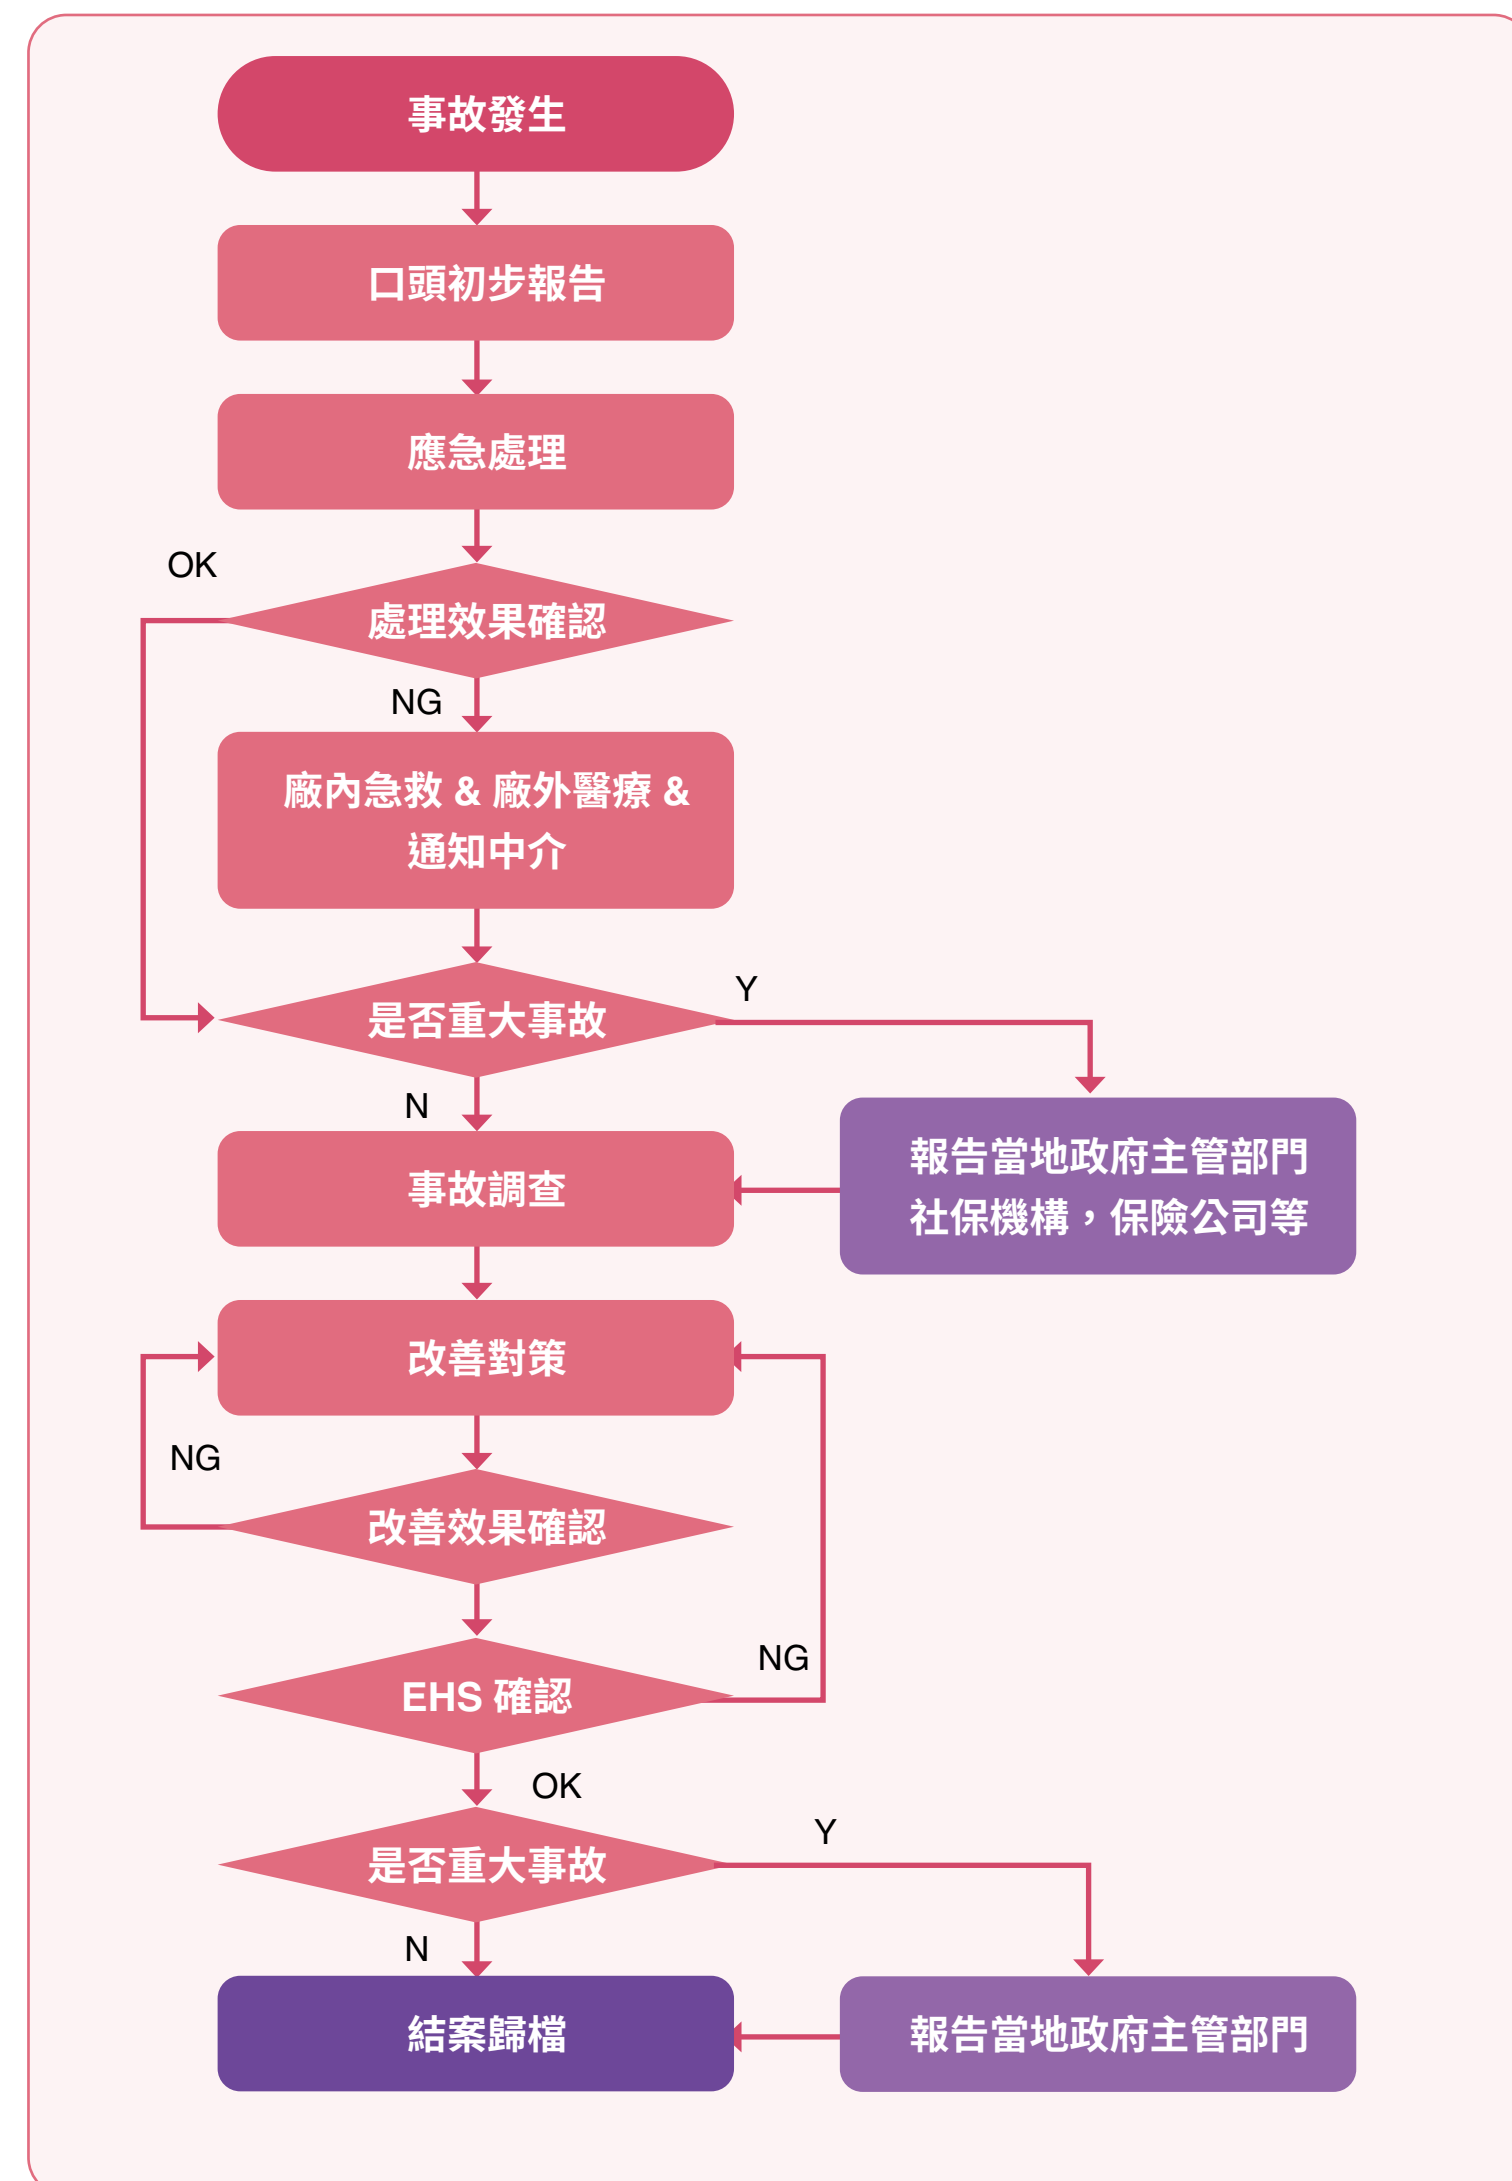 事故發生
口頭初步報告
應急處理
OK
處理效果確認
NG
廠內急救 & 廠外醫療 &
通知中介
是否重大事故
Y
N
報告當地政府主管部門
社保機構，保險公司等
事故調查
改善對策
NG
改善效果確認
NG
EHS 確認
OK
是否重大事故
Y
N
結案歸檔
報告當地政府主管部門